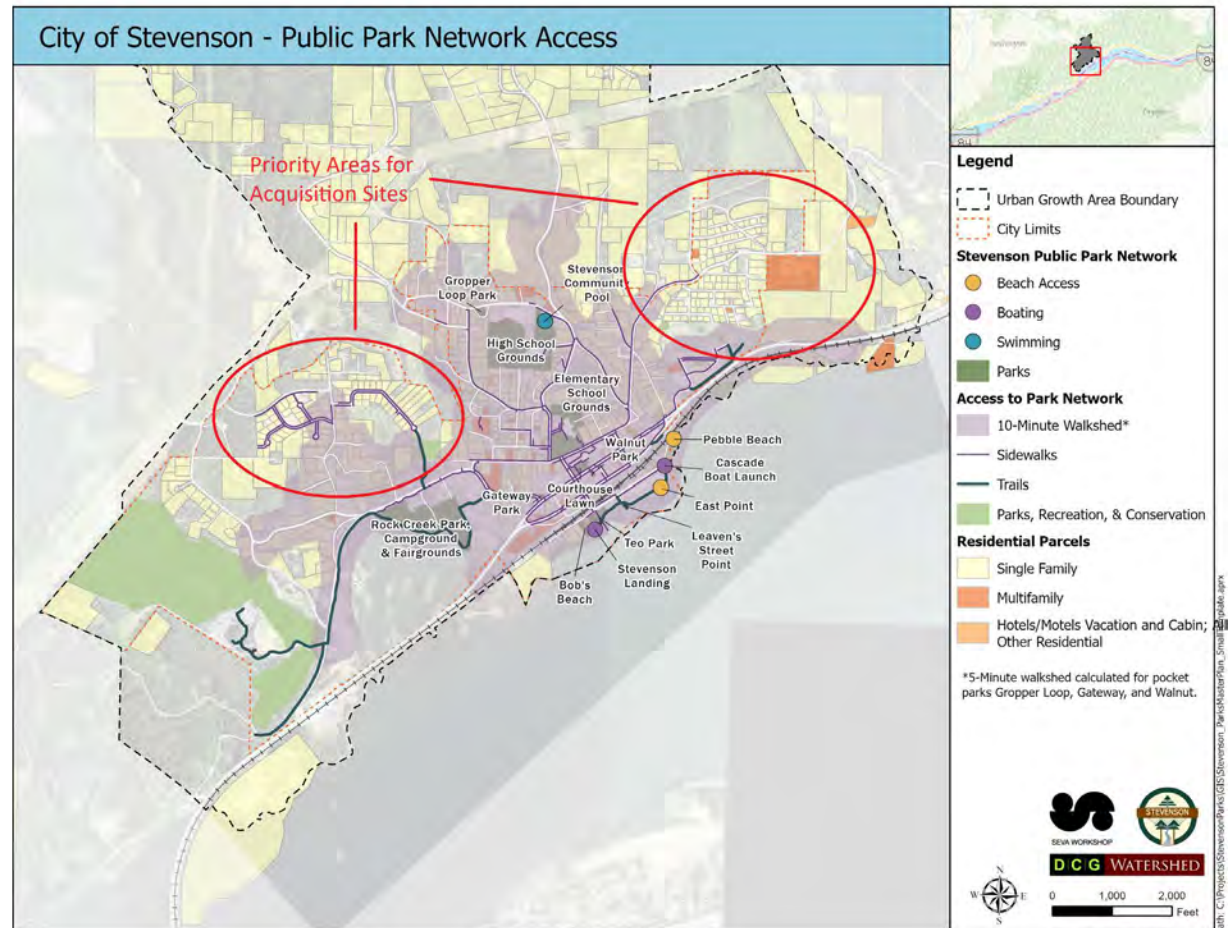 City of Stevenson - Public Park Network Access
Priority Areas for
Acquisition Sites
Gropper
Loop Park
Stevenson
Community
Pool
High School
Grounds
Elementary
School
Grounds
Walnut
Park
Pebble Beach
Cascade
Boat Launch
Gateway
Park
Courthouse
Lawn
East Point
Rock Creek Park,
Campground
& Fairgrounds
Teo Park
Leaven's
Street
Point
Stevenson
Landing
Bob's
Beach
84
Legend
Urban Growth Area Boundary
City Limits
Stevenson Public Park Network
Beach Access
Boating
Swimming
Parks
Access to Park Network
10-Minute Walkshed*
Sidewalks
Trails
Parks, Recreation, & Conservation
Residential Parcels
Single Family
Multifamily
Hotels/Motels Vacation and Cabin; All
Other Residential
*5-Minute walkshed calculated for pocket
parks Gropper Loop, Gateway, and Walnut.
SEVA WORKSHOP
STEVENSON
DCG WATERSHED
N
W E
S
0 1,000 2,000
Feet